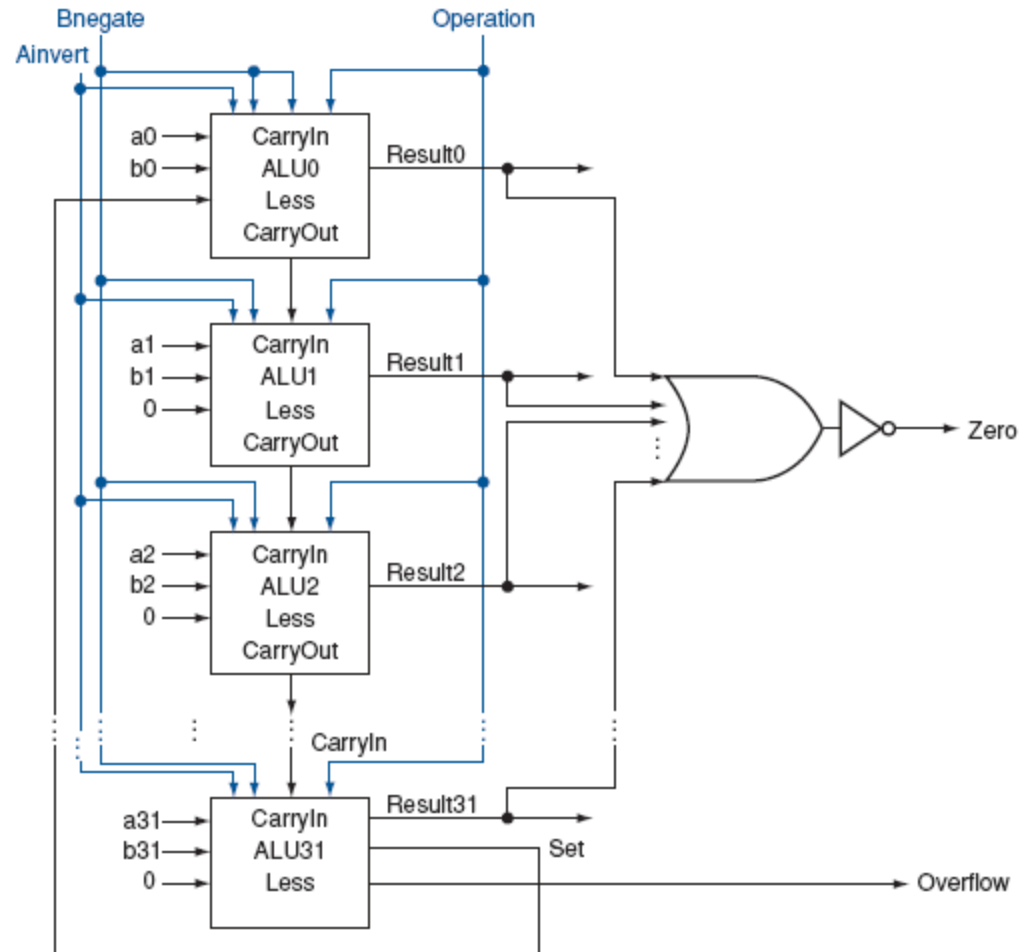 Bnegate
Operation
Ainvert
a0
CarryIn
Result0
b0
ALU0
Less
CarryOut
a1
CarryIn
Result1
b1
ALU1
0
Less
CarryOut
Zero
a2
CarryIn
Result2
b2
ALU2
0
Less
CarryOut
CarryIn
a31
CarryIn
Result31
b31
ALU31
Set
0
Less
Overflow